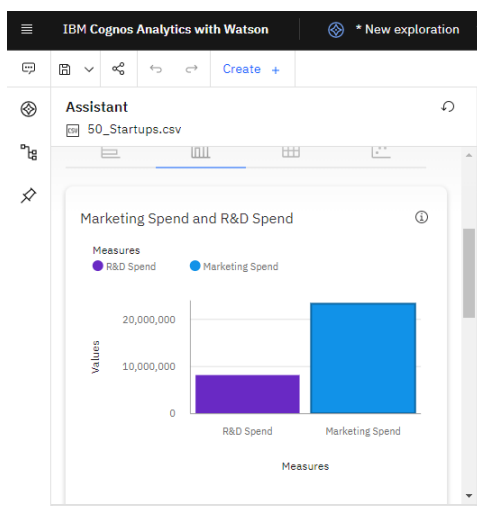 IBM Cognos Analytics with Watson
* New exploration
Create +
Assistant
CSV 50_Startups.csv
Marketing Spend and R&D Spend
Measures
R&D Spend Marketing Spend
Values
20,000,000
10,000,000
0
R&D Spend Marketing Spend
Measures